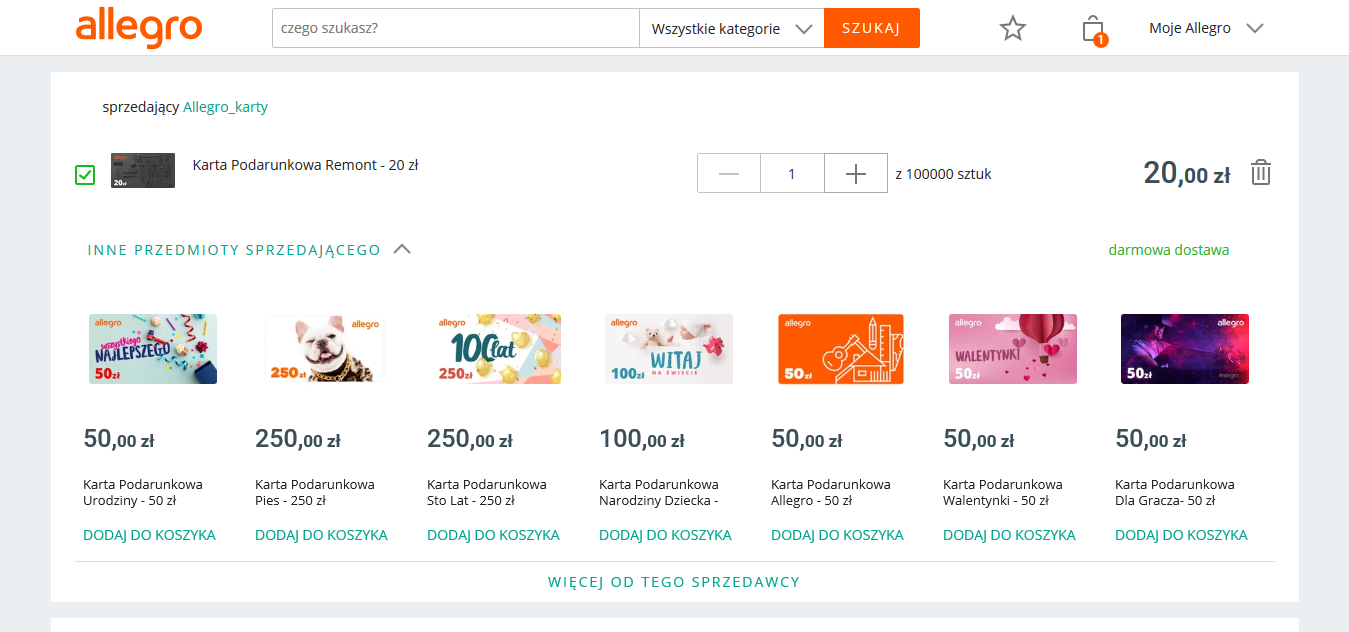 allegro
czego szukasz?
Wszystkie kategorie
SZUKAJ
1
Moje Allegro
sprzedający Allegro_karty
allegro
20zł
Karta Podarunkowa Remont - 20 zł
1
z 100000 sztuk
20,00 zł
INNE PRZEDMIOTY SPRZEDAJĄCEGO
darmowa dostawa
allegro
wszystkiego
NAJLEPSZEGO
50zł
allegro
250zł
allegro
100lat
250zł
allegro
WITAJ
NA ŚWIECIE
100zł
allegro
50zł
allegro
WALENTYNKI
50zł
allegro
50zł
50,00 zł
250,00 zł
250,00 zł
100,00 zł
50,00 zł
50,00 zł
50,00 zł
Karta Podarunkowa
Urodziny - 50 zł
Karta Podarunkowa
Pies - 250 zł
Karta Podarunkowa
Sto Lat - 250 zł
Karta Podarunkowa
Narodziny Dziecka -
Karta Podarunkowa
Allegro - 50 zł
Karta Podarunkowa
Walentynki - 50 zł
Karta Podarunkowa
Dla Gracza- 50 zł
DODAJ DO KOSZYKA
DODAJ DO KOSZYKA
DODAJ DO KOSZYKA
DODAJ DO KOSZYKA
DODAJ DO KOSZYKA
DODAJ DO KOSZYKA
DODAJ DO KOSZYKA
WIĘCEJ OD TEGO SPRZEDAWCY